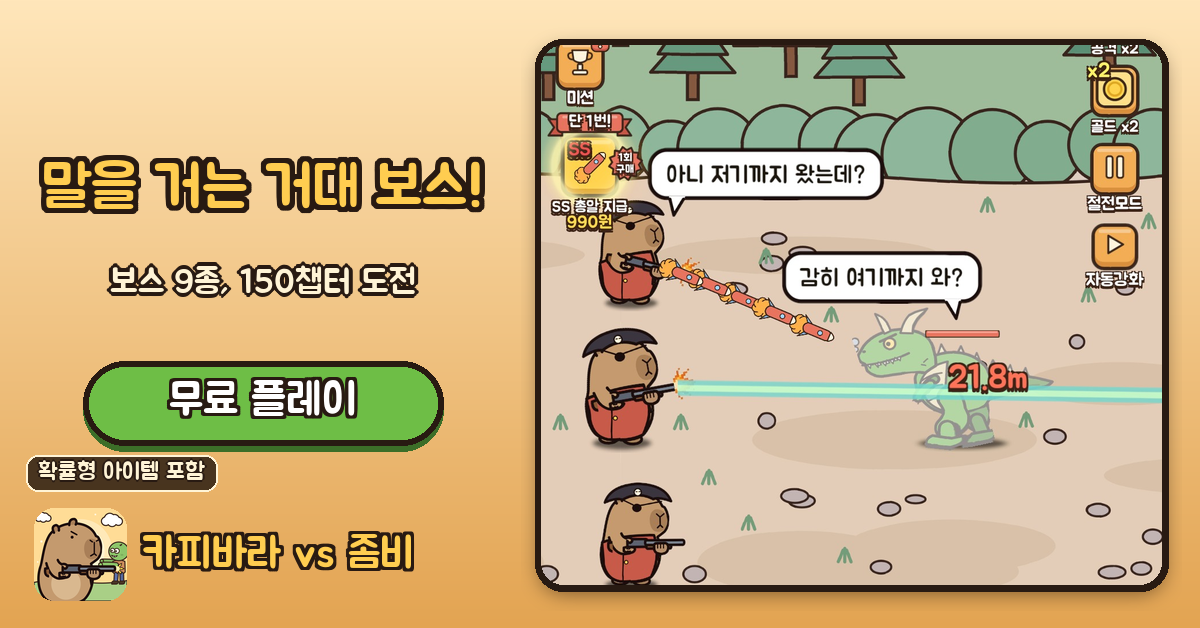 말을 거는 거대 보스!
보스 9종, 150챕터 도전
무료 플레이
확률형 아이템 포함
카피바라 vs 좀비
미션
단 1번!
SS
1회
구매
SS 총알 지급,
990원
아니 저기까지 왔는데?
감히 여기까지 와?
21.8m
공격 x2
x2
골드 x2
절전모드
자동강화